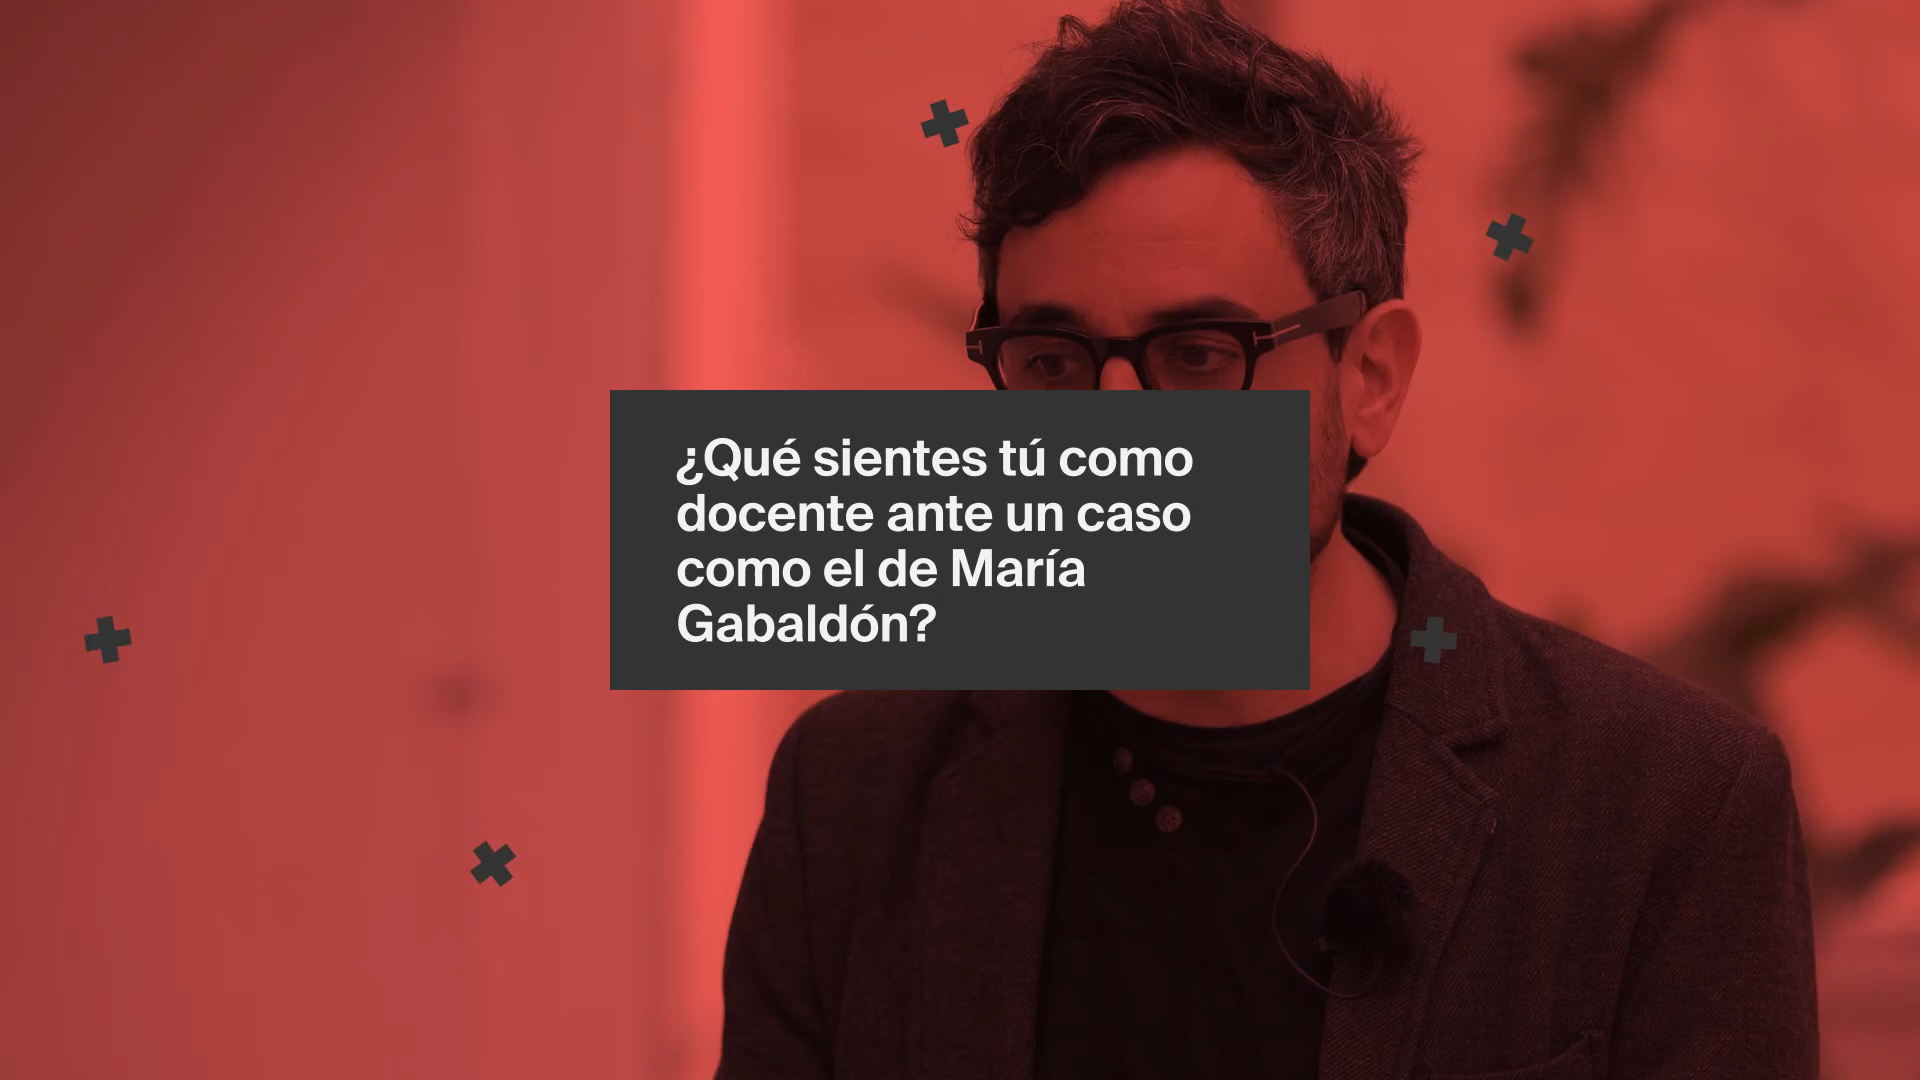 ¿Qué sientes tú como
docente ante un caso
como el de María
Gabaldón?